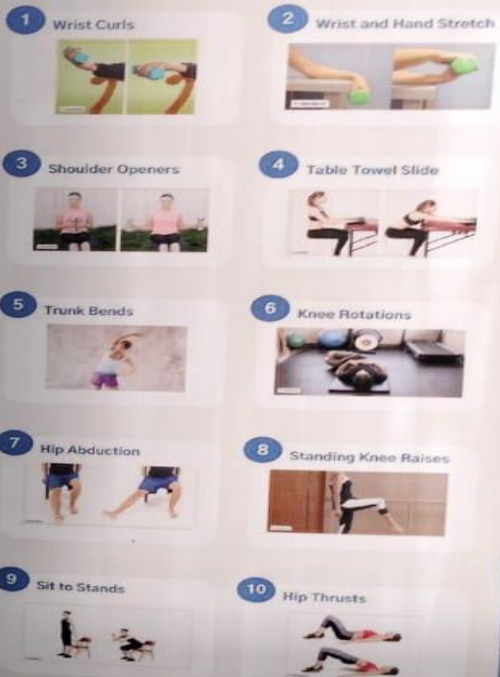 1 Wrist Curls
2 Wrist and Hand Stretch
3 Shoulder Openers
4 Table Towel Slide
5 Trunk Bends
6 Knee Rotations
7 Hip Abduction
8 Standing Knee Raises
9 Sit to Stands
10 Hip Thrusts